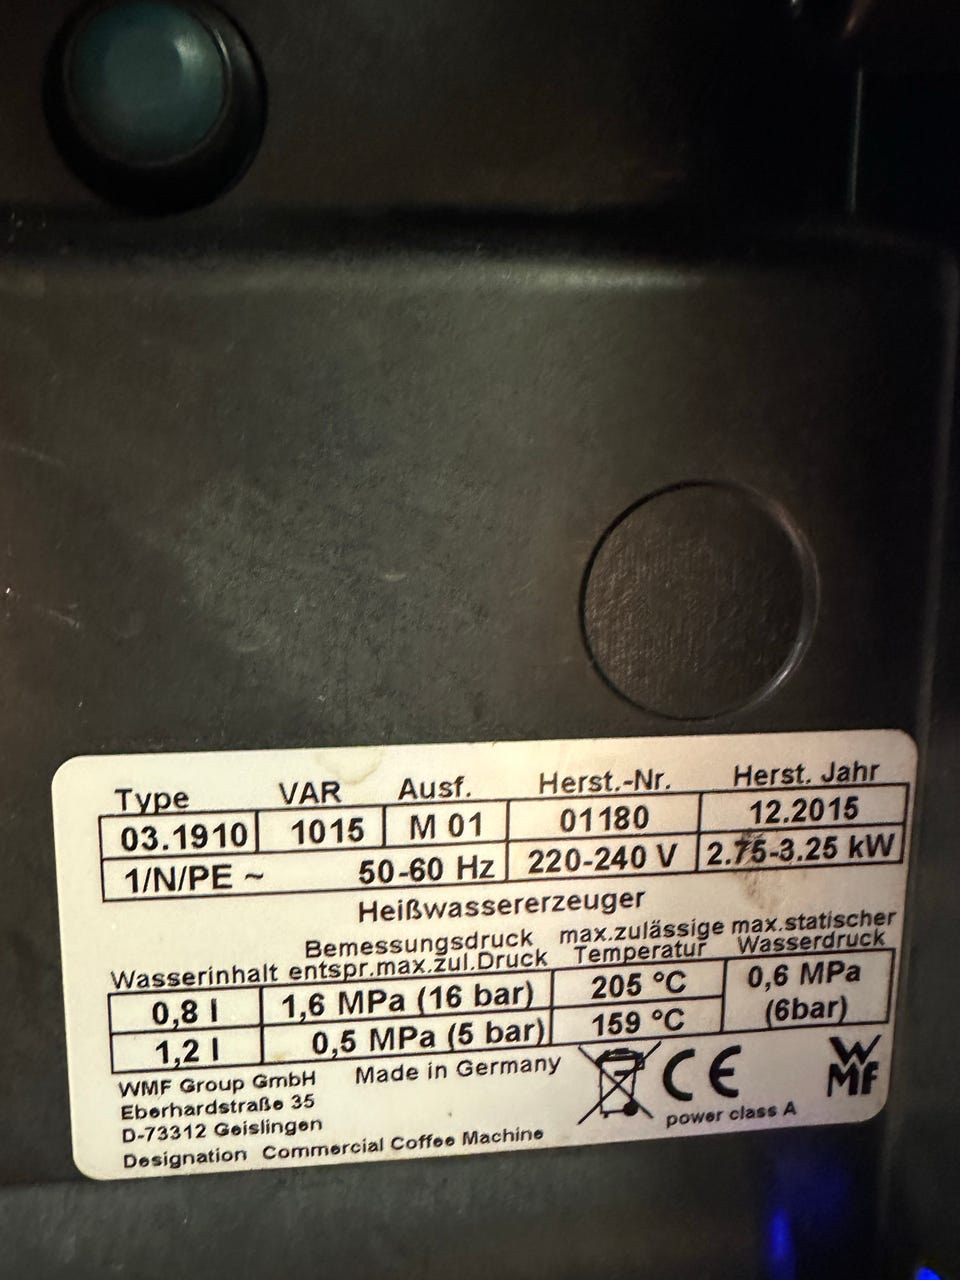 Type VAR Ausf. Herst.-Nr. Herst. Jahr
03.1910 1015 M 01 01180 12.2015
1/N/PE ~ 50-60 Hz 220-240 V 2.75-3.25 kW
Heißwassererzeuger
Wasserinhalt Bemessungsdruck entspr.max.zul.Druck max.zulässige Temperatur max.statischer Wasserdruck
0,8 l 1,6 MPa (16 bar) 205 °C 0,6 MPa (6bar)
1,2 l 0,5 MPa (5 bar) 159 °C
WMF Group GmbH Made in Germany
Eberhardstraße 35
D-73312 Geislingen
Designation Commercial Coffee Machine
CE
power class A
WMF